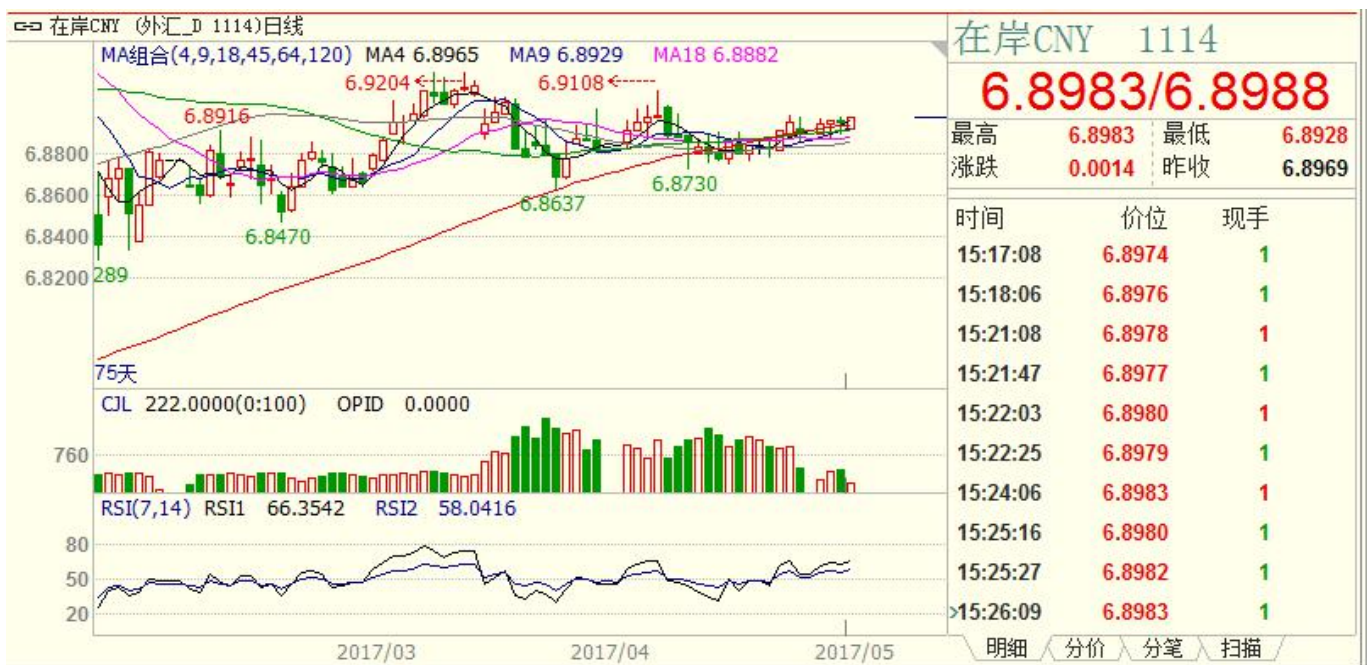 在岸CNY (外汇_D 1114)日线
MA组合(4,9,18,45,64,120) MA4 6.8965 MA9 6.8929 MA18 6.8882
6.9204
6.9108
6.8916
6.8800
6.8730
6.8600
6.8637
6.8400
6.8470
6.8200
289
75天
CJL 222.0000(0:100) OPID 0.0000
760
RSI(7,14) RSI1 66.3542 RSI2 58.0416
80
50
20
2017/03 2017/04 2017/05
在岸CNY 1114
6.8983/6.8988
最高 6.8983 最低 6.8928
涨跌 0.0014 昨收 6.8969
时间 价位 现手
15:17:08 6.8974 1
15:18:06 6.8976 1
15:21:08 6.8978 1
15:21:47 6.8977 1
15:22:03 6.8980 1
15:22:25 6.8979 1
15:24:06 6.8983 1
15:25:16 6.8980 1
15:25:27 6.8982 1
>15:26:09 6.8983 1
明细 分价 分笔 扫描